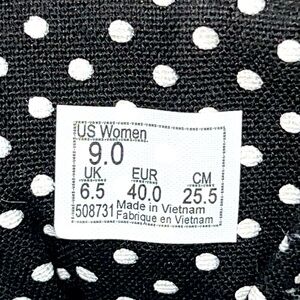 US Women
9.0
UK EUR CM
6.5 40.0 25.5
508731 Made in Vietnam
Fabrique en Vietnam